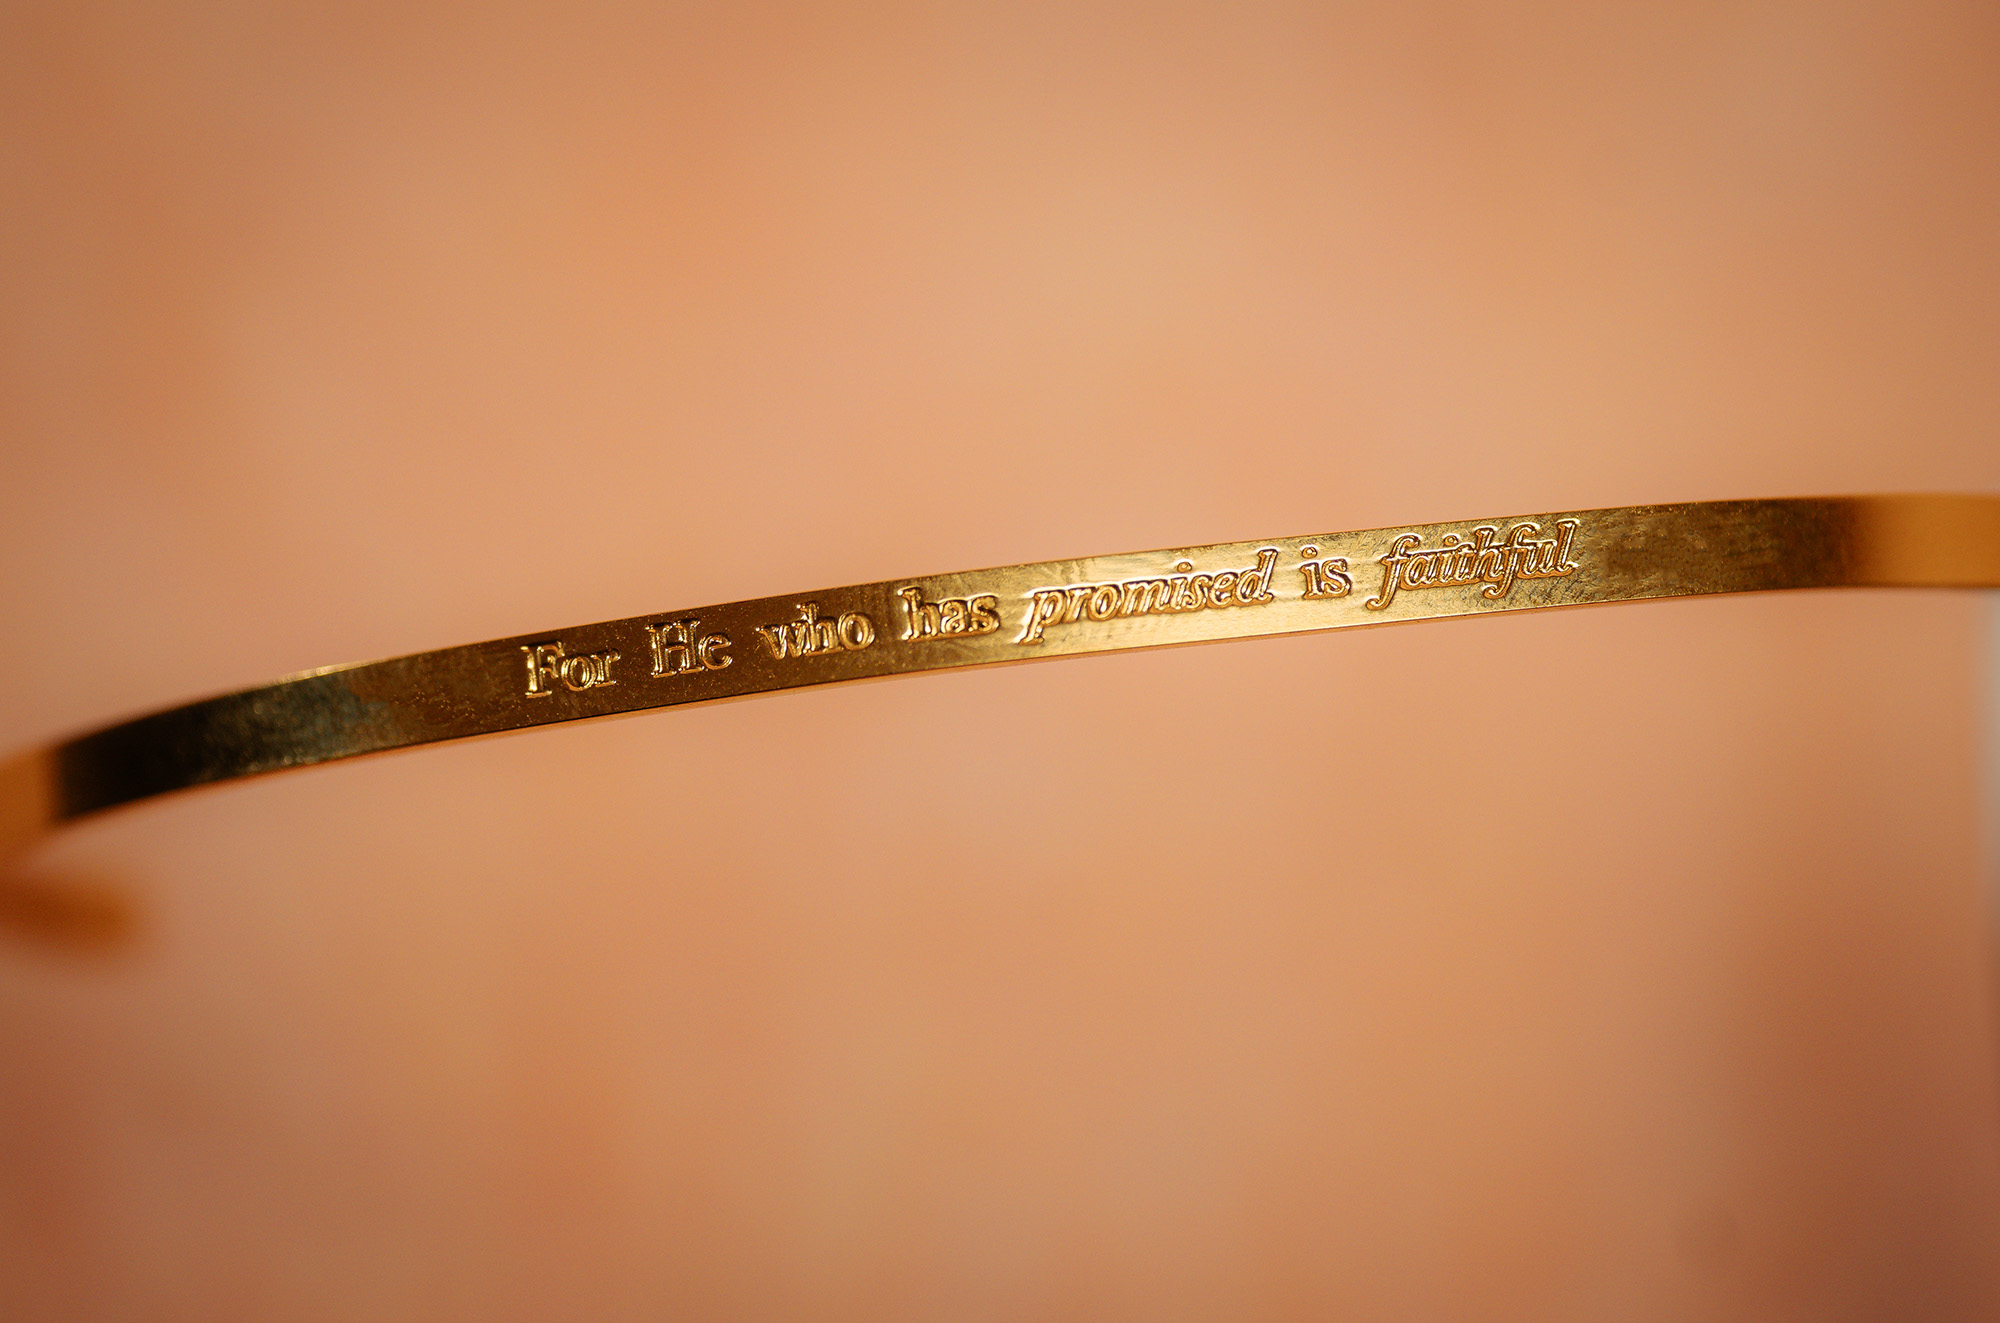 For He who has promised is faithful